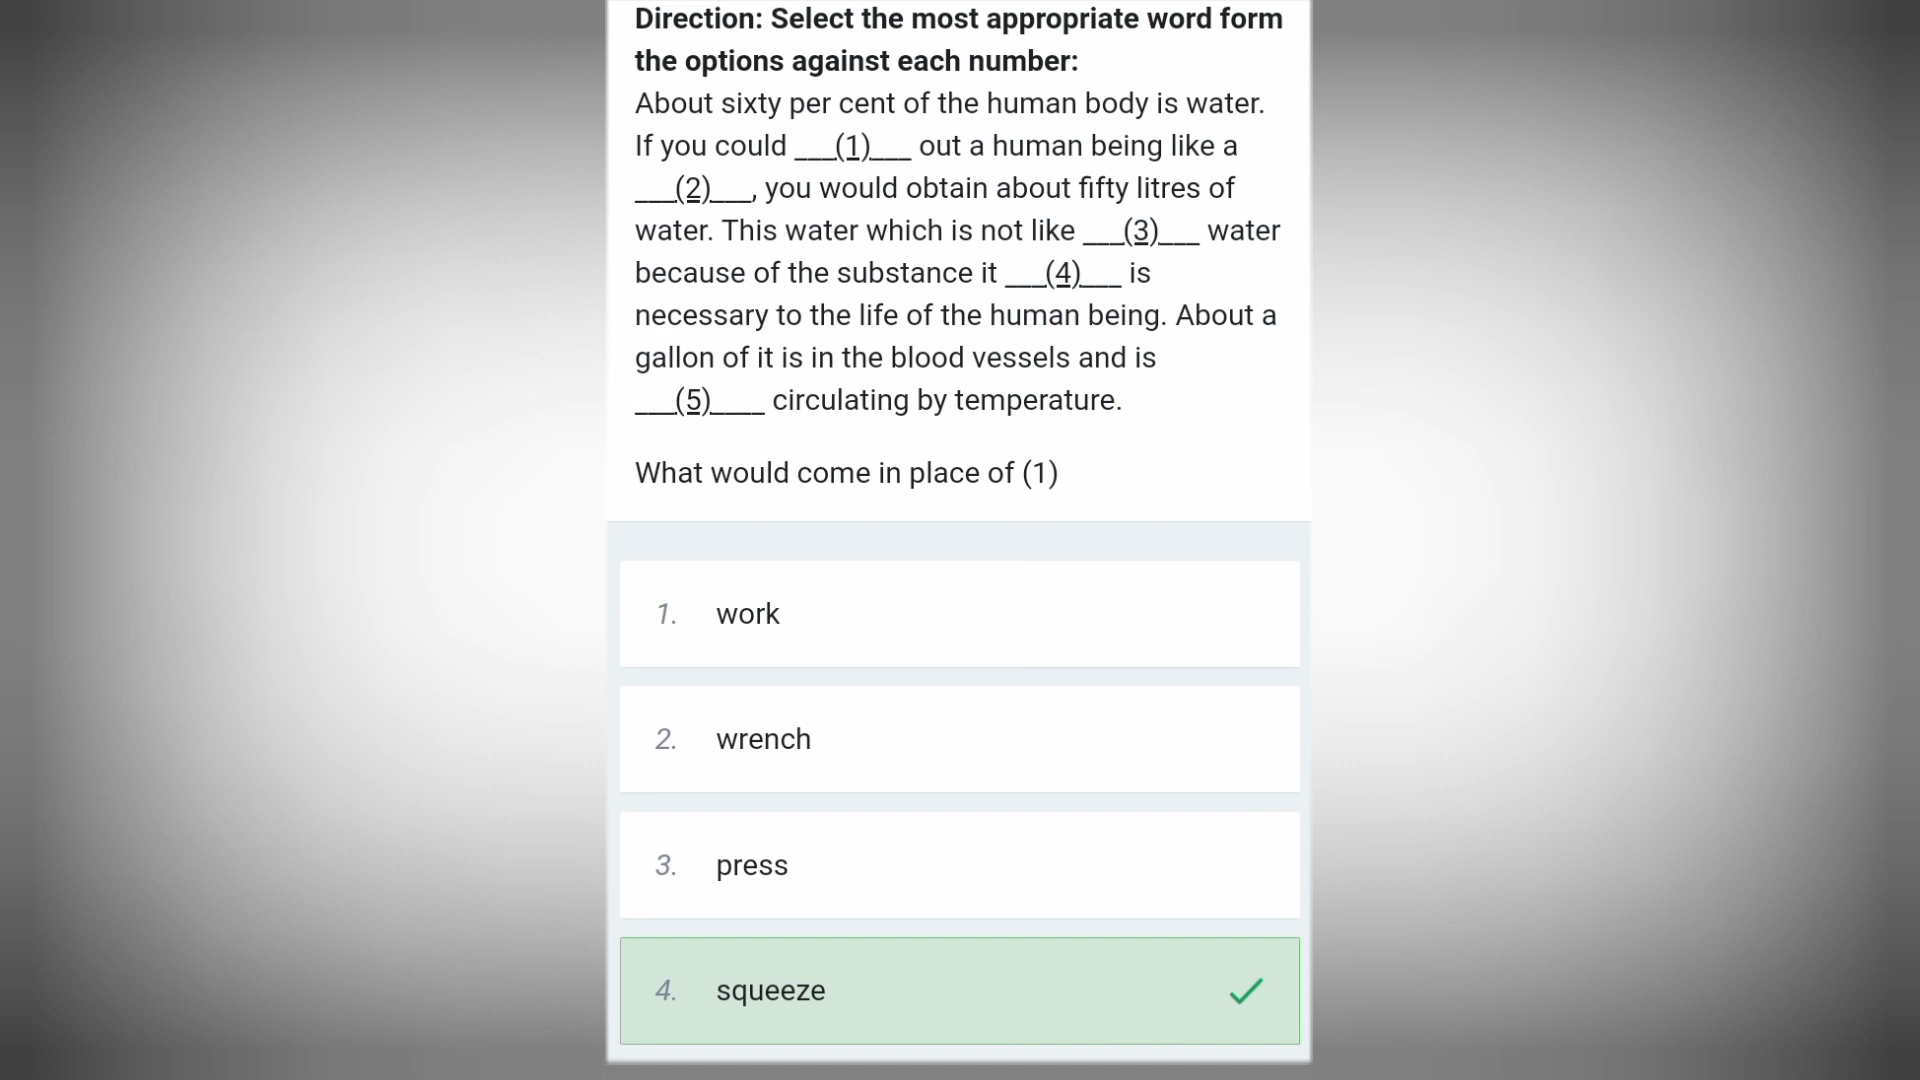 Direction: Select the most appropriate word form
the options against each number:
About sixty per cent of the human body is water.
If you could ___(1)___ out a human being like a
___(2)___, you would obtain about fifty litres of
water. This water which is not like ___(3)___ water
because of the substance it ___(4)___ is
necessary to the life of the human being. About a
gallon of it is in the blood vessels and is
___(5)____ circulating by temperature.
What would come in place of (1)
1. work
2. wrench
3. press
4. squeeze